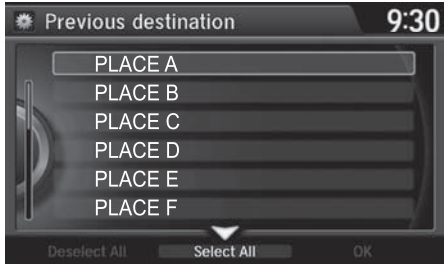 Previous destination 9:30
PLACE A
PLACE B
PLACE C
PLACE D
PLACE E
PLACE F
Deselect All Select All OK